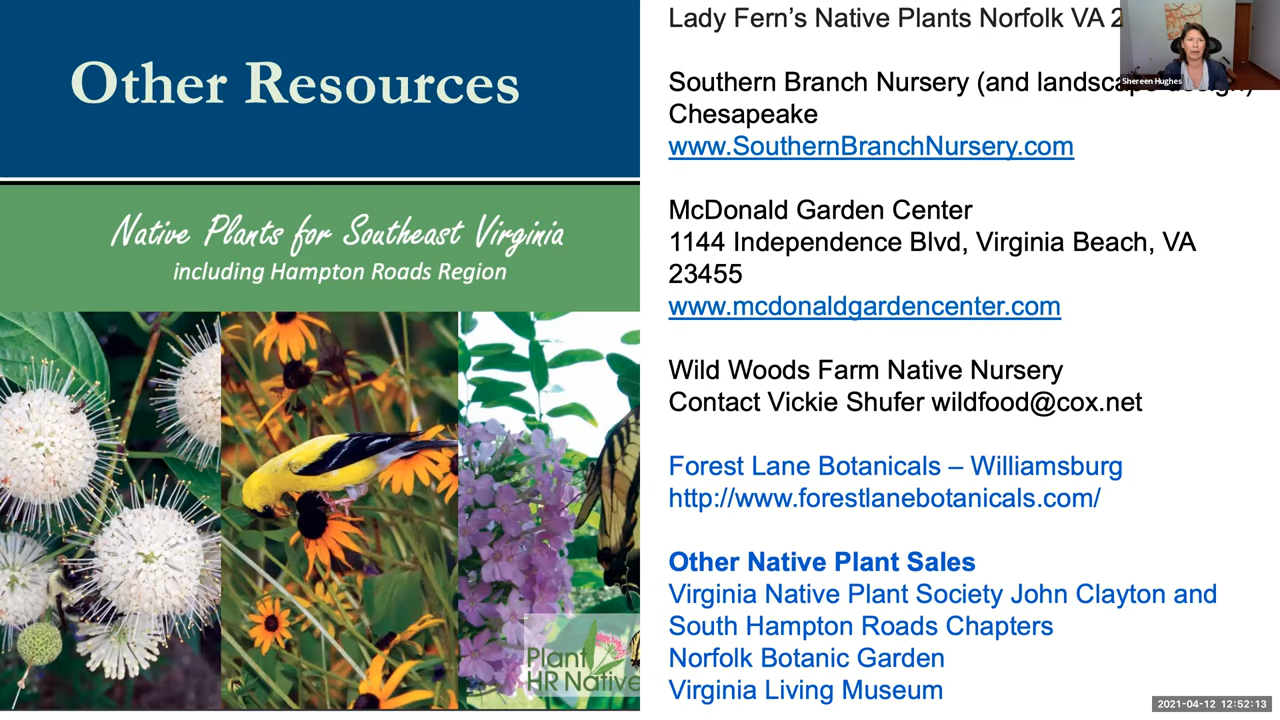 Other Resources
Native Plants for Southeast Virginia
including Hampton Roads Region
Plant
HR Native
Lady Fern's Native Plants Norfolk VA 2
Shereen Hughes
Southern Branch Nursery (and landscape design)
Chesapeake
www.SouthernBranchNursery.com
McDonald Garden Center
1144 Independence Blvd, Virginia Beach, VA
23455
www.mcdonaldgardencenter.com
Wild Woods Farm Native Nursery
Contact Vickie Shufer wildfood@cox.net
Forest Lane Botanicals – Williamsburg
http://www.forestlanebotanicals.com/
Other Native Plant Sales
Virginia Native Plant Society John Clayton and
South Hampton Roads Chapters
Norfolk Botanic Garden
Virginia Living Museum
2021-04-12 12:52:13